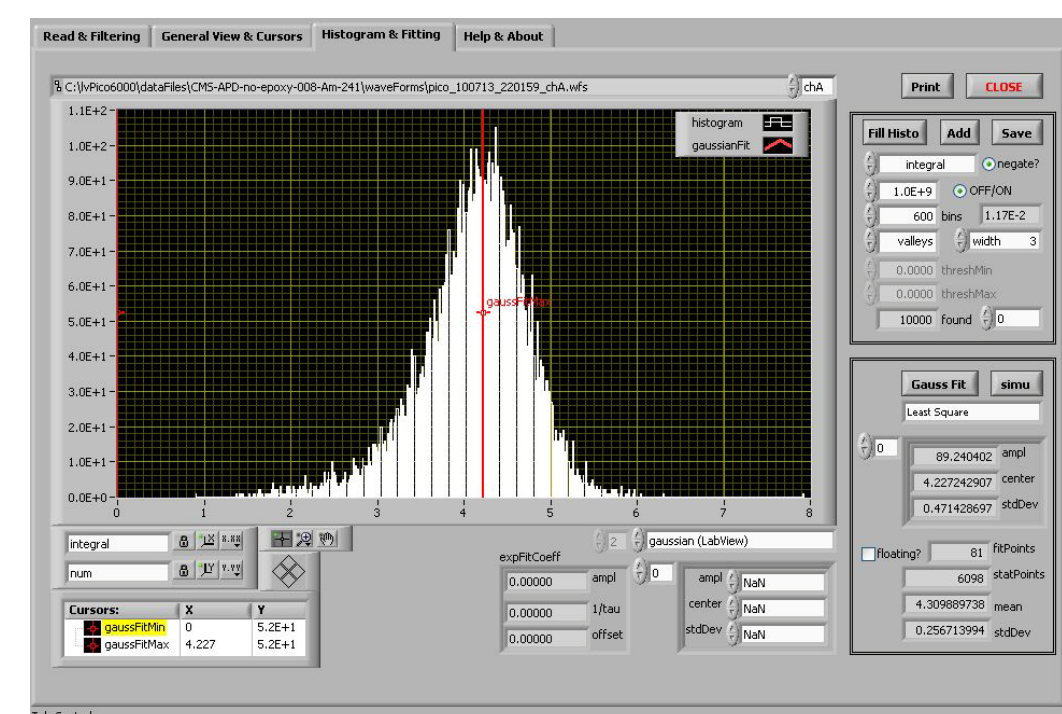 Read & Filtering General View & Cursors Histogram & Fitting Help & About
C:\lvPico6000\dataFiles\CMS-APD-no-epoxy-008-Am-241\waveForms\pico_100713_220159_chA.wfs chA
Print CLOSE
1.1E+2
1.0E+2
9.0E+1
8.0E+1
7.0E+1
6.0E+1
5.0E+1
4.0E+1
3.0E+1
2.0E+1
1.0E+1
0.0E+0
0 1 2 3 4 5 6 7 8
histogram
gaussianFit
gaussFitMax
Fill Histo Add Save
integral negate?
1.0E+9 OFF/ON
600 bins 1.17E-2
valleys width 3
0.0000 threshMin
0.0000 threshMax
10000 found 0
Gauss Fit simu
Least Square
0
89.240402 ampl
4.227242907 center
0.471428697 stdDev
floating? 81 fitPoints
6098 statPoints
4.309889738 mean
0.256713994 stdDev
integral X X.XX
num Y Y.YY
Cursors: X Y
gaussFitMin 0 5.2E+1
gaussFitMax 4.227 5.2E+1
2 gaussian (LabView)
expFitCoeff
0.00000 ampl
0.00000 1/tau
0.00000 offset
0
ampl NaN
center NaN
stdDev NaN